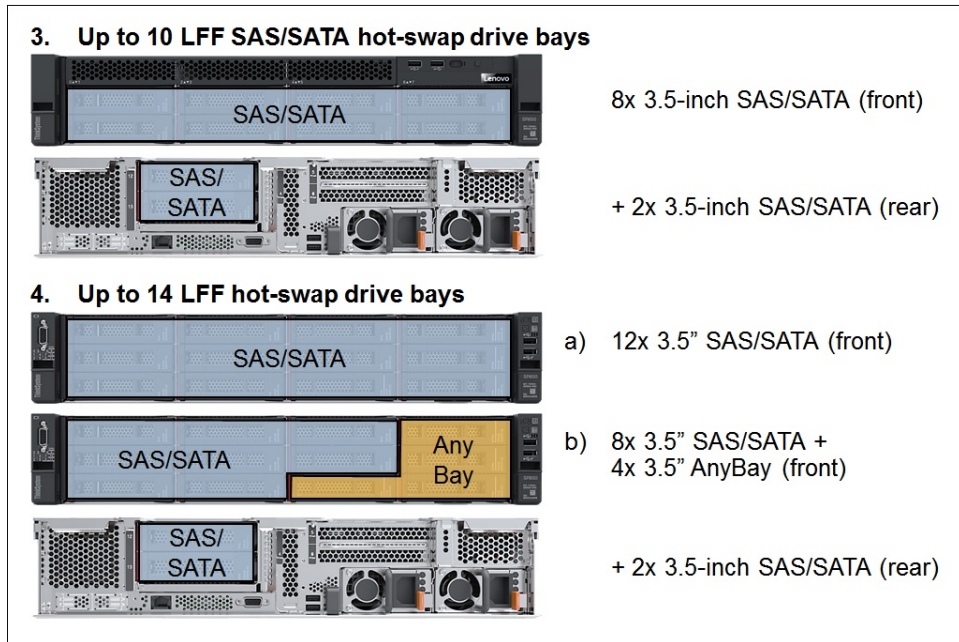 3. Up to 10 LFF SAS/SATA hot-swap drive bays
Lenovo
SAS/SATA
8x 3.5-inch SAS/SATA (front)
SAS/
SATA
+ 2x 3.5-inch SAS/SATA (rear)
4. Up to 14 LFF hot-swap drive bays
SAS/SATA
a) 12x 3.5” SAS/SATA (front)
SAS/SATA
Any
Bay
b) 8x 3.5” SAS/SATA +
4x 3.5” AnyBay (front)
SAS/
SATA
+ 2x 3.5-inch SAS/SATA (rear)